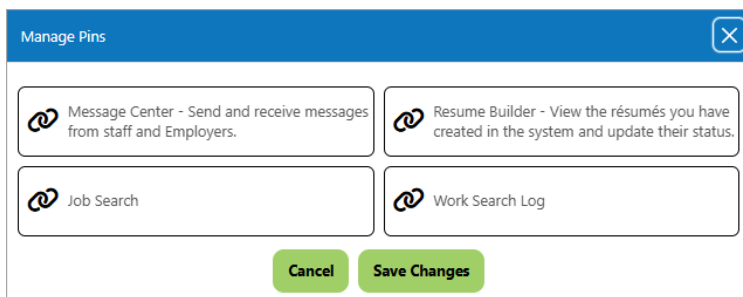 Manage Pins
Message Center - Send and receive messages
from staff and Employers.
Resume Builder - View the résumés you have
created in the system and update their status.
Job Search
Work Search Log
Cancel
Save Changes